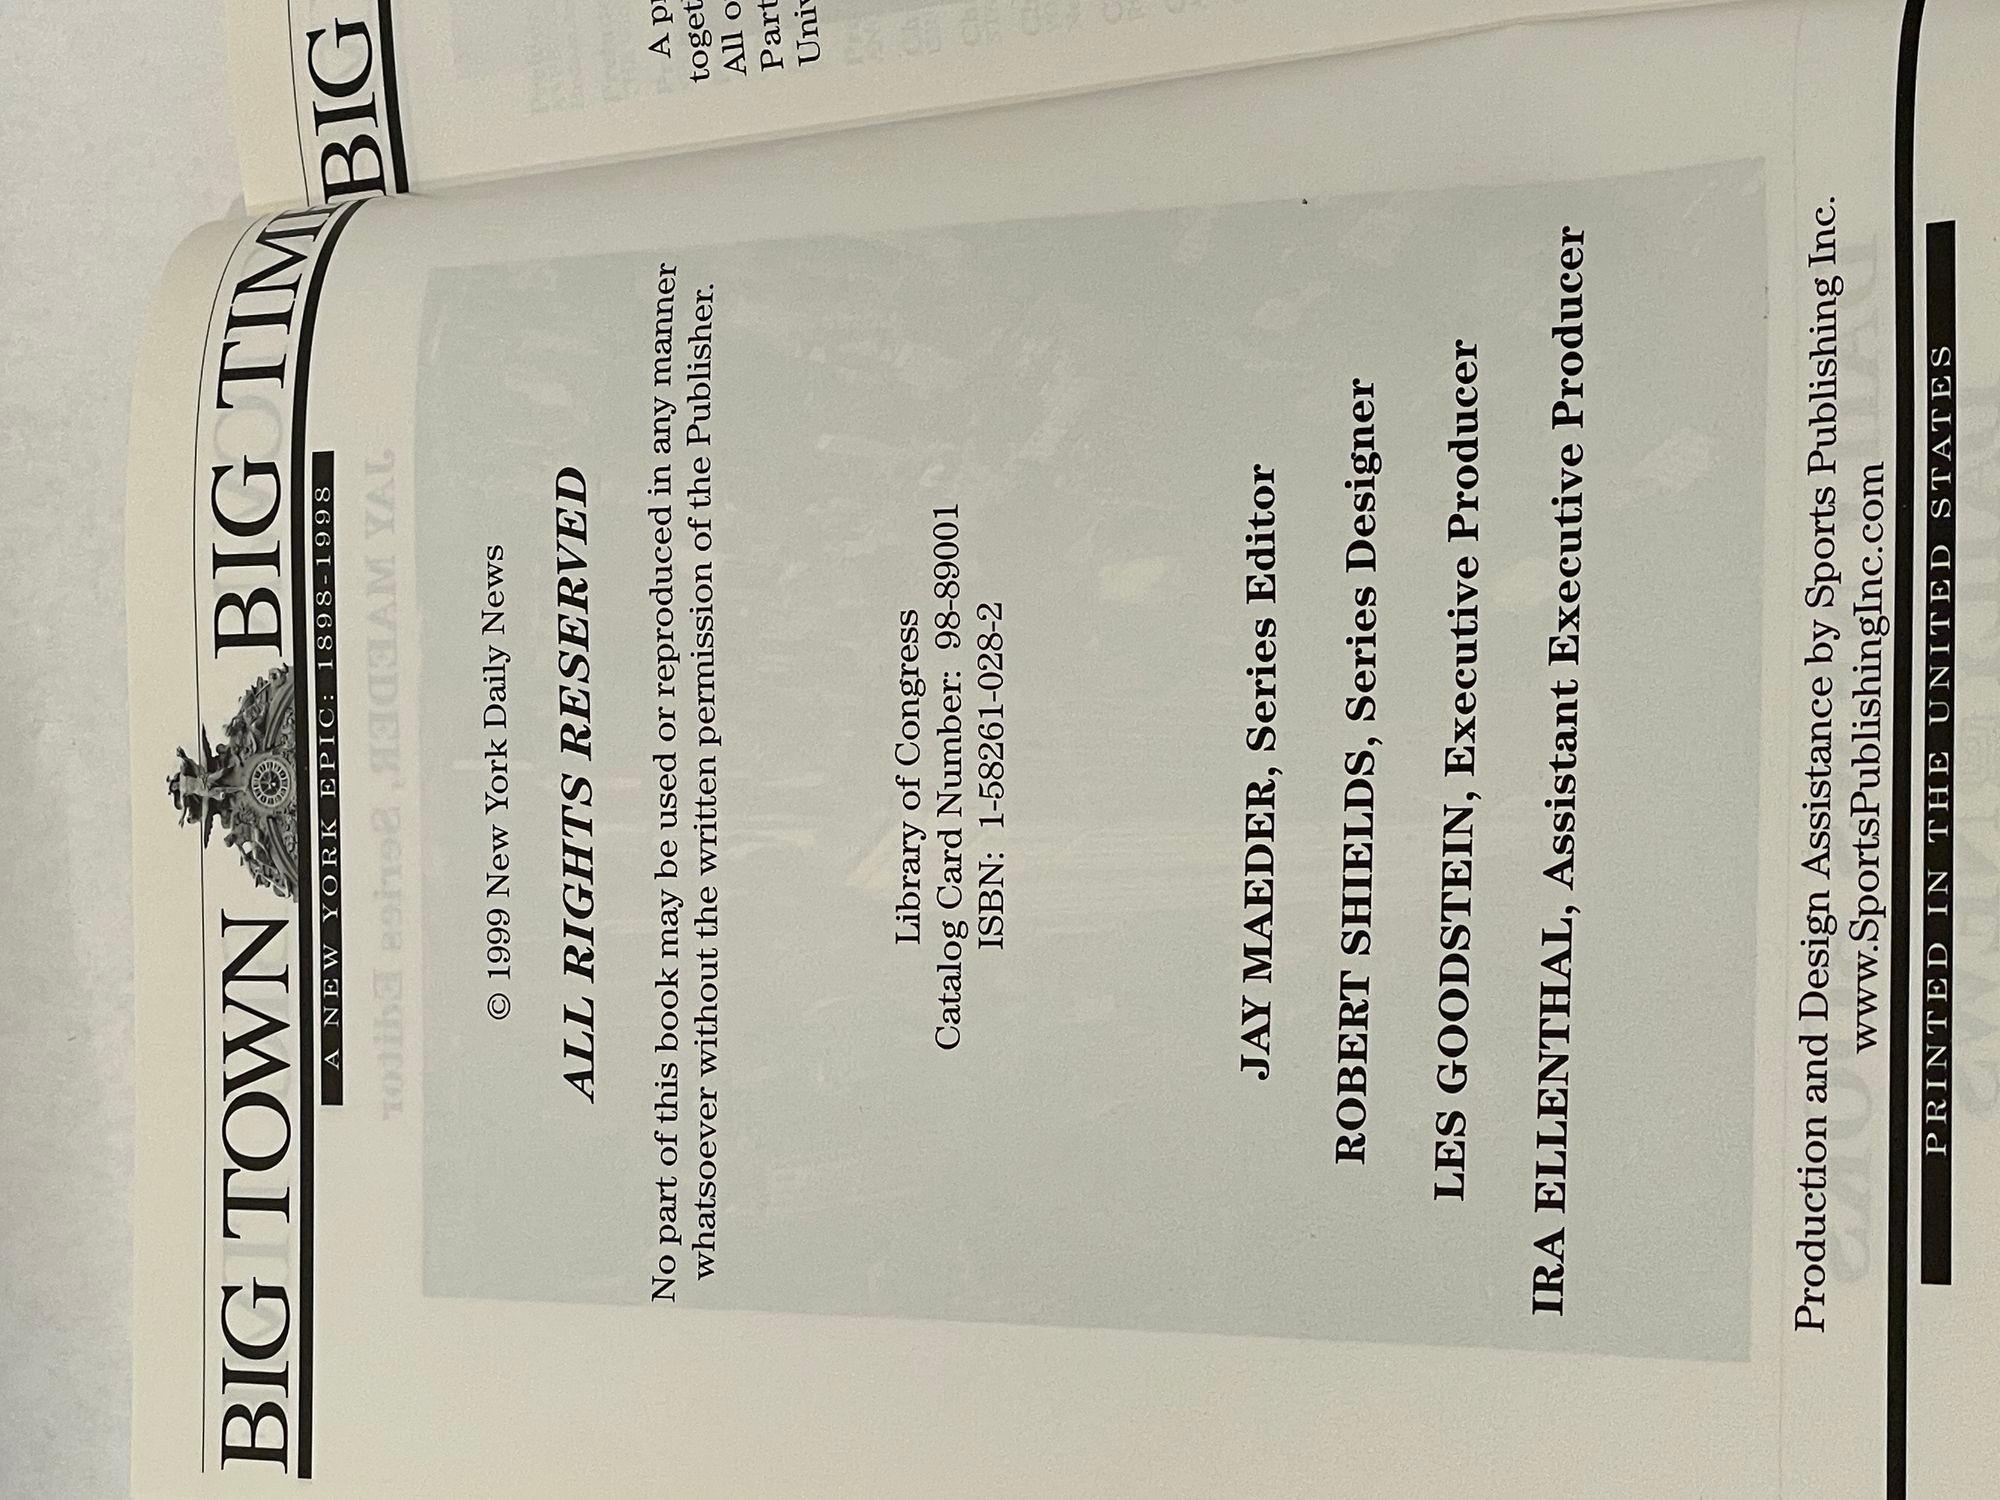 BIG TOWN BIG TIME
A NEW YORK EPIC: 1898-1998
© 1999 New York Daily News
ALL RIGHTS RESERVED
No part of this book may be used or reproduced in any manner
whatsoever without the written permission of the Publisher.
Library of Congress
Catalog Card Number: 98-89001
ISBN: 1-58261-028-2
JAY MAEDER, Series Editor
ROBERT SHIELDS, Series Designer
LES GOODSTEIN, Executive Producer
IRA ELLENTHAL, Assistant Executive Producer
Production and Design Assistance by Sports Publishing Inc.
www.SportsPublishingInc.com
PRINTED IN THE UNITED STATES
BIG
A
toget
All o
Part
Univ